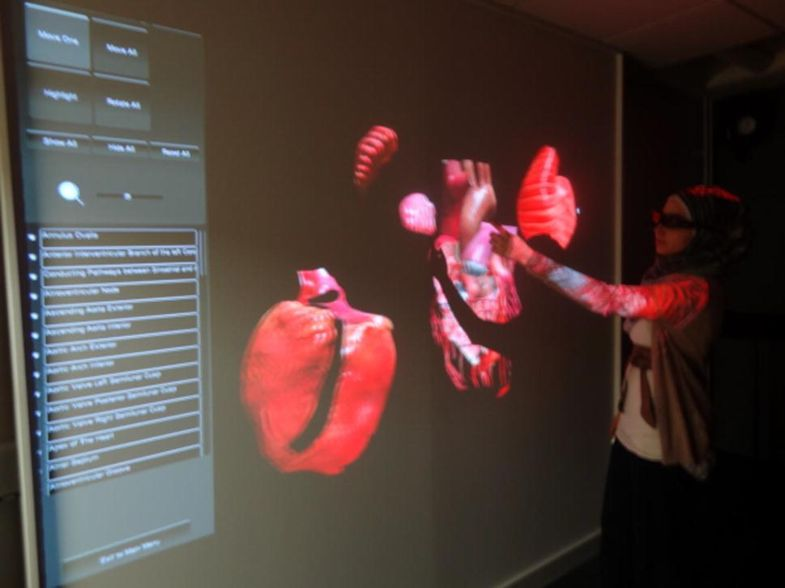 Move One
Move All
Highlight
Rotate All
Show All
Hide All
Reset All
Annulus Ovalis
Anterior Interventricular Branch of the left Coro
Conducting Pathways between Sinoatrial and
Atrioventricular Node
Ascending Aorta Exterior
Ascending Aorta Interior
Aortic Arch Exterior
Aortic Arch Interior
Aortic Valve Left Semilunar Cusp
Aortic Valve Posterior Semilunar Cusp
Aortic Valve Right Semilunar Cusp
Apex of The Heart
Atrial Septum
Atrioventricular Groove
Exit to Main Menu